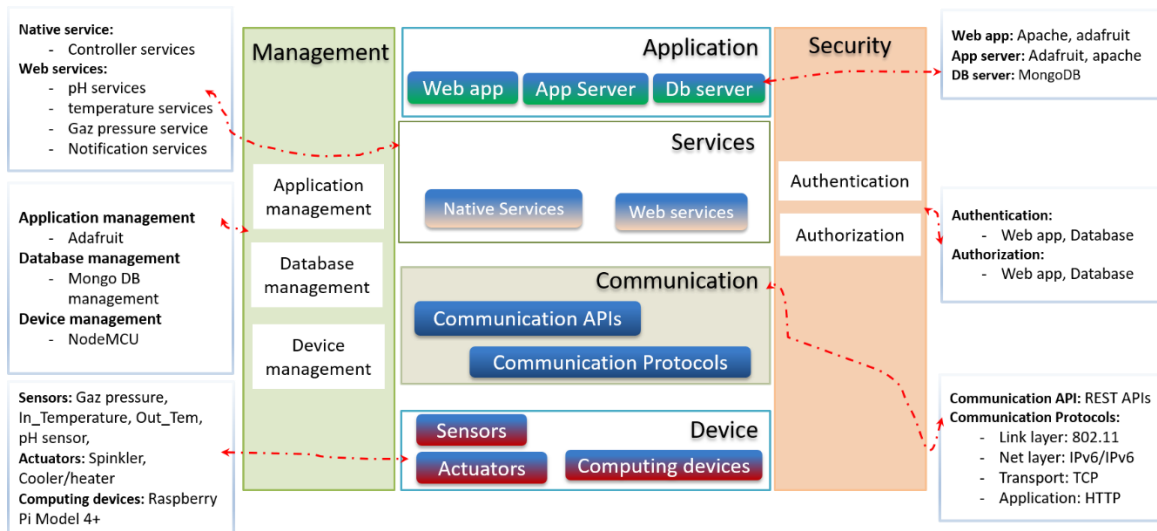 Native service:
- Controller services
Web services:
- pH services
- temperature services
- Gaz pressure service
- Notification services
Application management
- Adafruit
Database management
- Mongo DB
management
Device management
- NodeMCU
Sensors: Gaz pressure,
In_Temperature, Out_Tem,
pH sensor,
Actuators: Spinkler,
Cooler/heater
Computing devices: Raspberry
Pi Model 4+
Management
Application
management
Database
management
Device
management
Application
Web app
App Server
Db server
Services
Native Services
Web services
Communication
Communication APIs
Communication Protocols
Device
Sensors
Actuators
Computing devices
Security
Authentication
Authorization
Web app: Apache, adafruit
App server: Adafruit, apache
DB server: MongoDB
Authentication:
- Web app, Database
Authorization:
- Web app, Database
Communication API: REST APIs
Communication Protocols:
- Link layer: 802.11
- Net layer: IPv6/IPv6
- Transport: TCP
- Application: HTTP